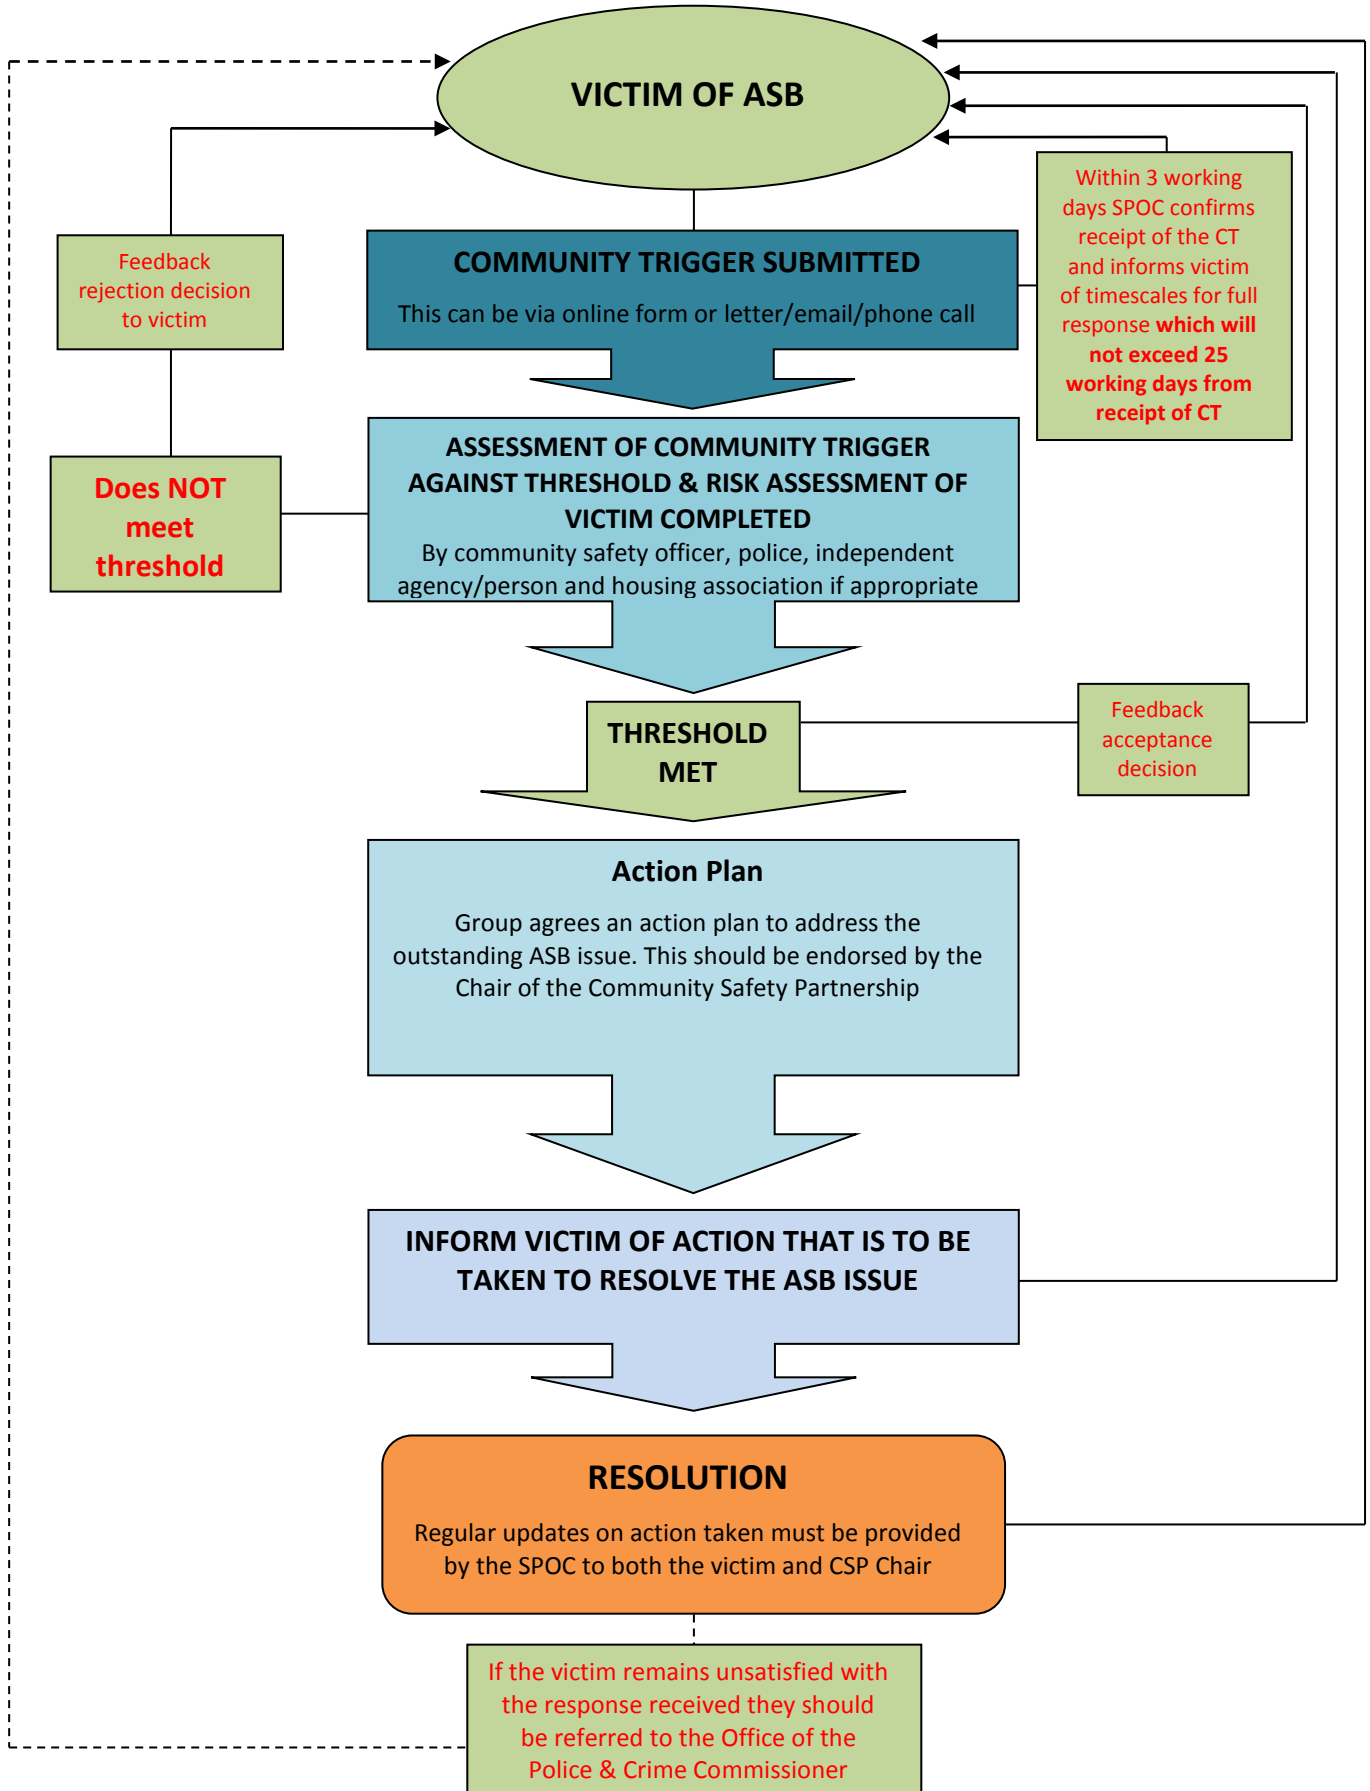 VICTIM OF ASB
Within 3 working
days SPOC confirms
receipt of the CT
and informs victim
of timescales for full
response which will
not exceed 25
working days from
receipt of CT
Feedback
rejection decision
to victim
COMMUNITY TRIGGER SUBMITTED
This can be via online form or letter/email/phone call
Does NOT
meet
threshold
ASSESSMENT OF COMMUNITY TRIGGER
AGAINST THRESHOLD & RISK ASSESSMENT OF
VICTIM COMPLETED
By community safety officer, police, independent
agency/person and housing association if appropriate
THRESHOLD
MET
Feedback
acceptance
decision
Action Plan
Group agrees an action plan to address the
outstanding ASB issue. This should be endorsed by the
Chair of the Community Safety Partnership
INFORM VICTIM OF ACTION THAT IS TO BE
TAKEN TO RESOLVE THE ASB ISSUE
RESOLUTION
Regular updates on action taken must be provided
by the SPOC to both the victim and CSP Chair
If the victim remains unsatisfied with
the response received they should
be referred to the Office of the
Police & Crime Commissioner